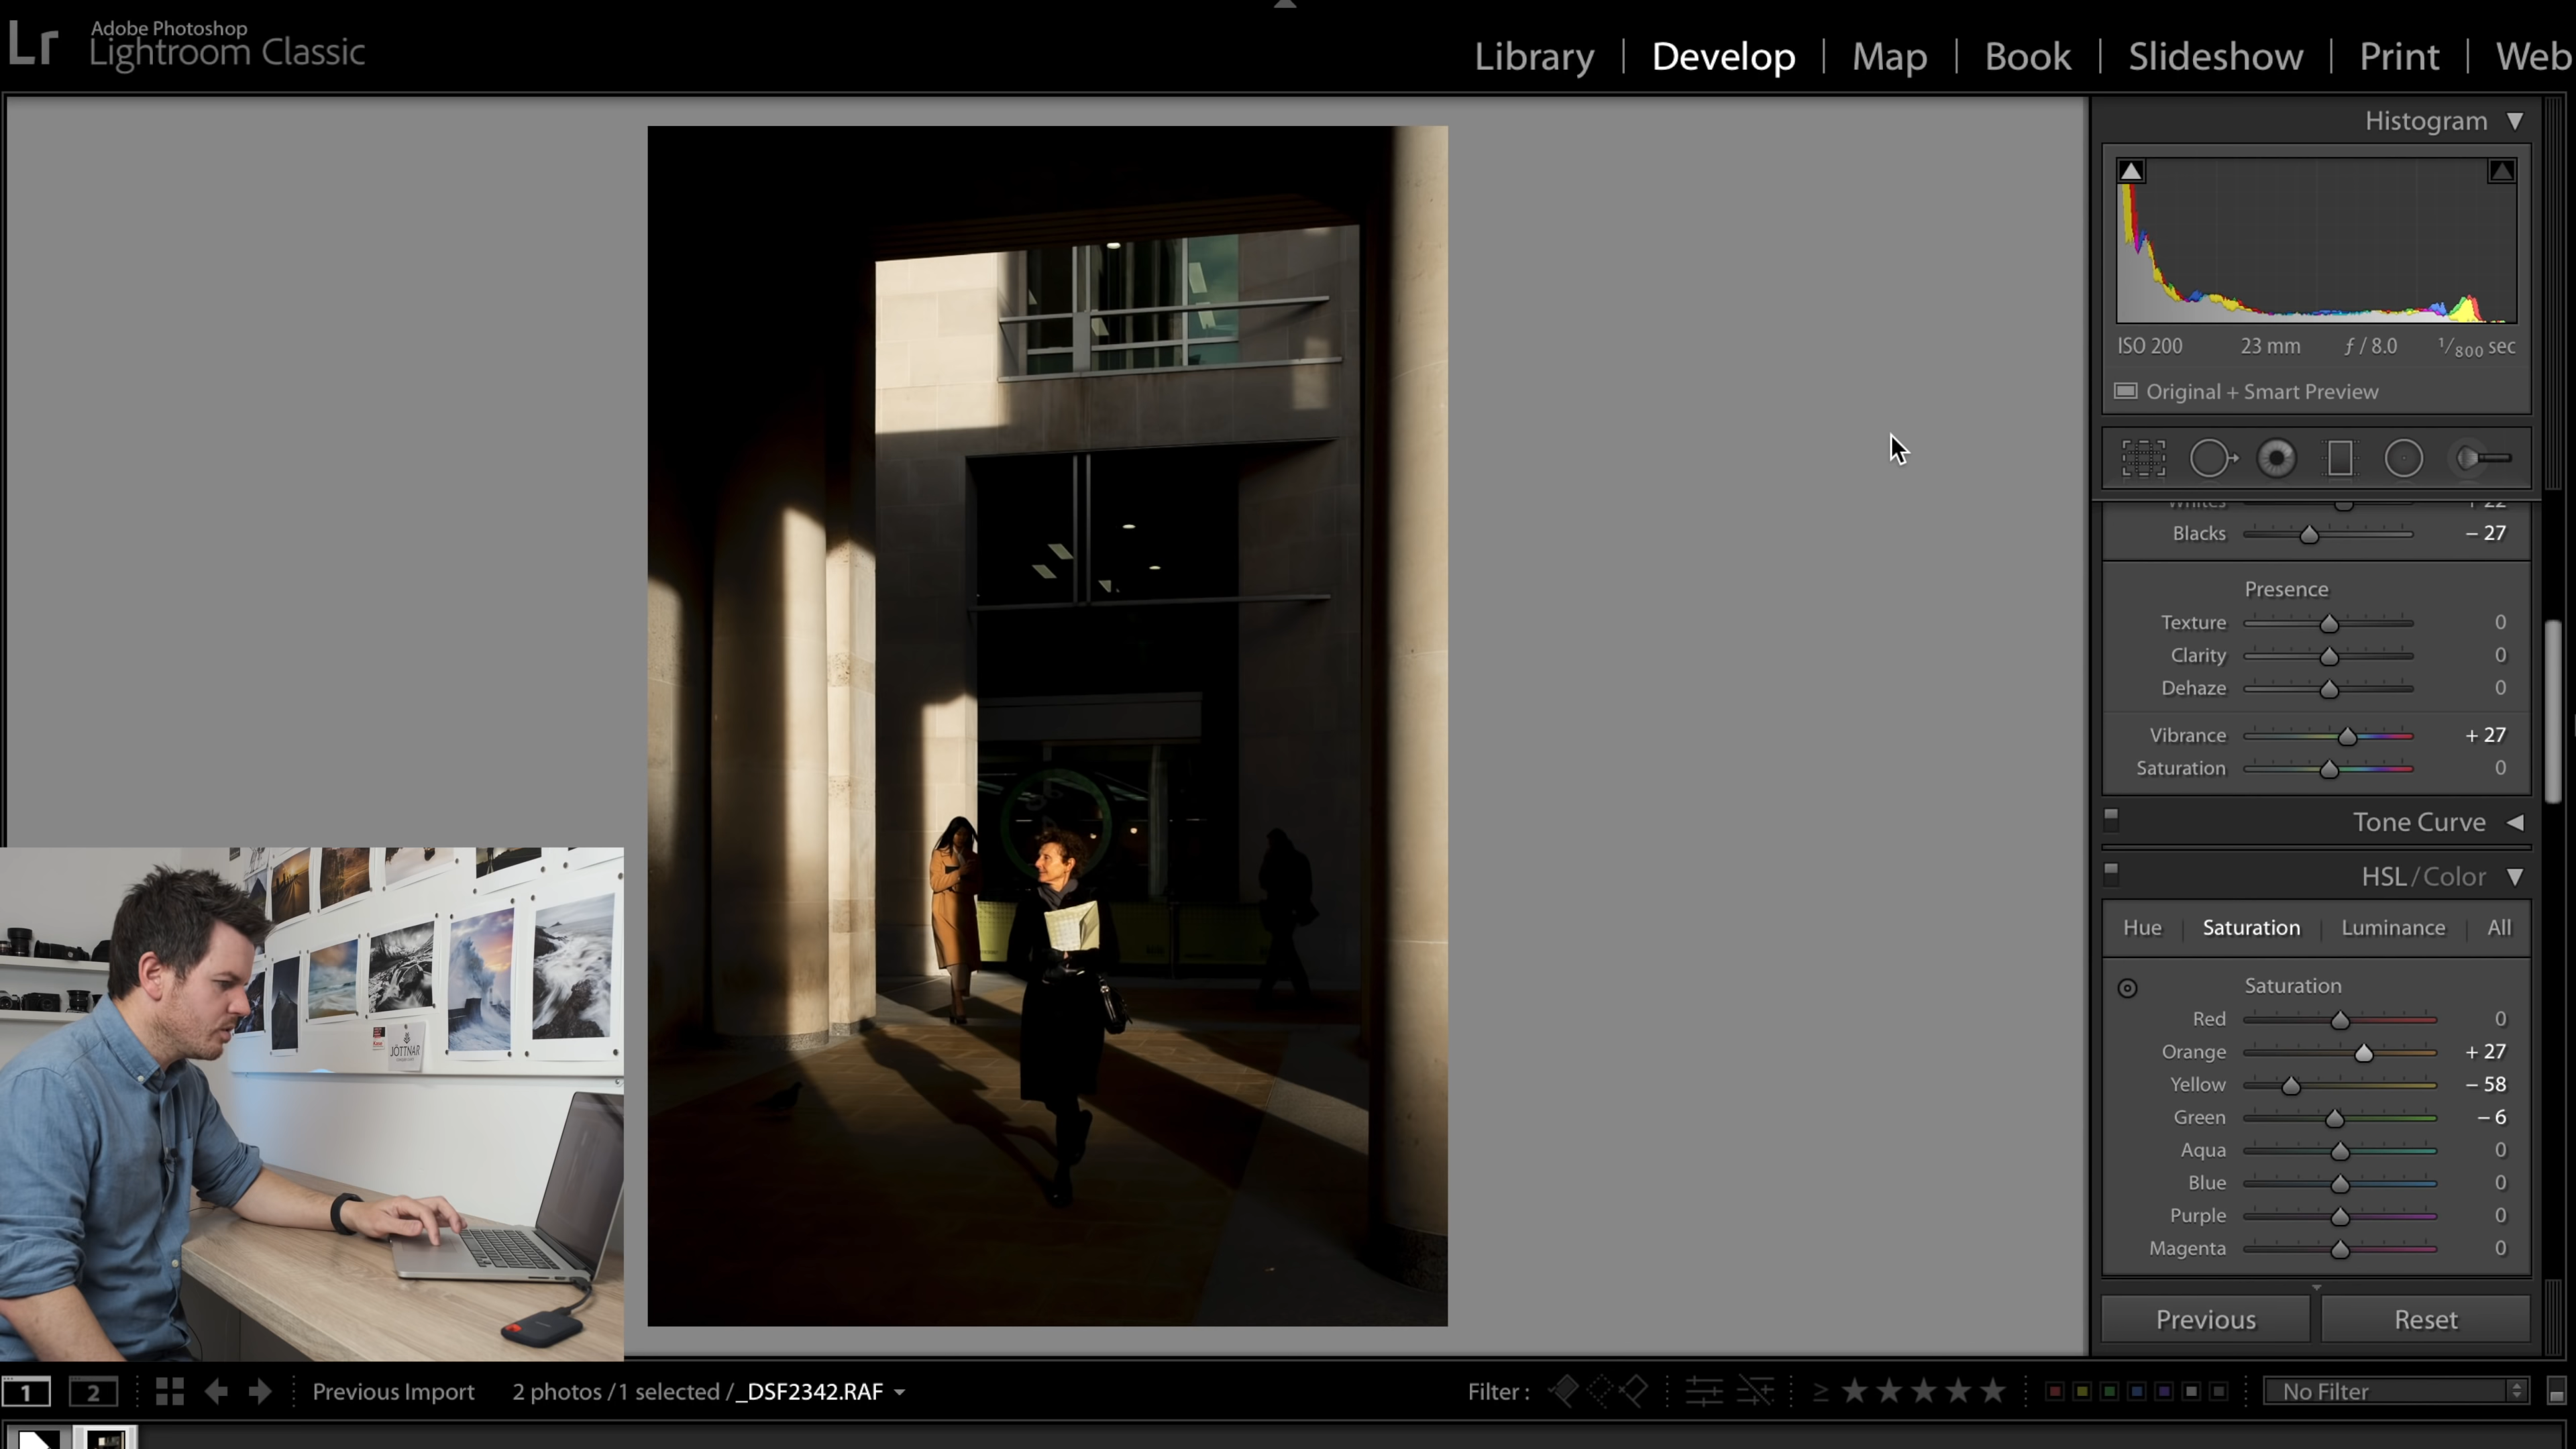 Lr
Adobe Photoshop
Lightroom Classic
Library | Develop | Map | Book | Slideshow | Print | Web
Histogram
ISO 200 23 mm ƒ / 8.0 1/800 sec
Original + Smart Preview
Whites + 22
Blacks – 27
Presence
Texture 0
Clarity 0
Dehaze 0
Vibrance + 27
Saturation 0
Tone Curve
HSL / Color
Hue Saturation Luminance All
Saturation
Red 0
Orange + 27
Yellow – 58
Green – 6
Aqua 0
Blue 0
Purple 0
Magenta 0
Previous Reset
JÖTTNAR
1 2 Previous Import 2 photos / 1 selected / _DSF2342.RAF Filter : ≥ No Filter